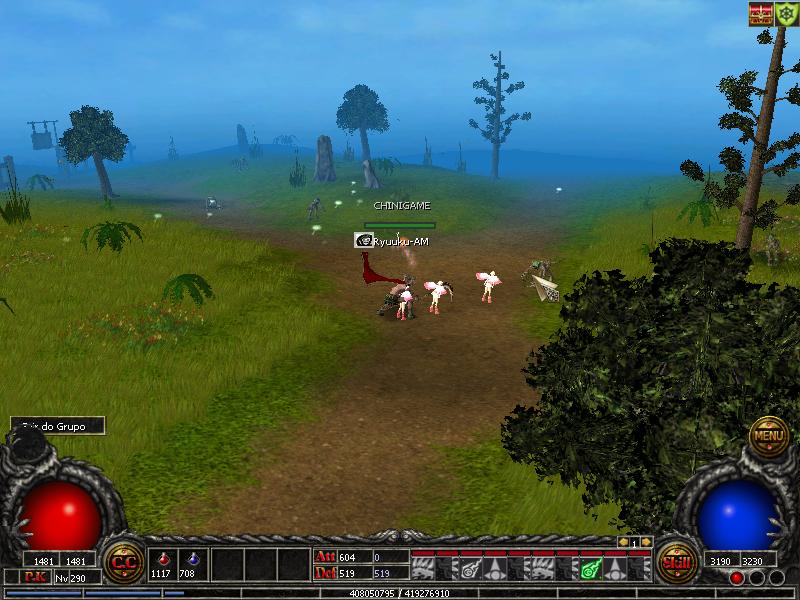 CHINIGAME
Ryuuku-AM
do Grupo
MENU
1481 1481
P.K Nv 290
CC
1117 708
Att 604 0
Def 519 519
1
Skill
3190 3230
408050795 / 419276910